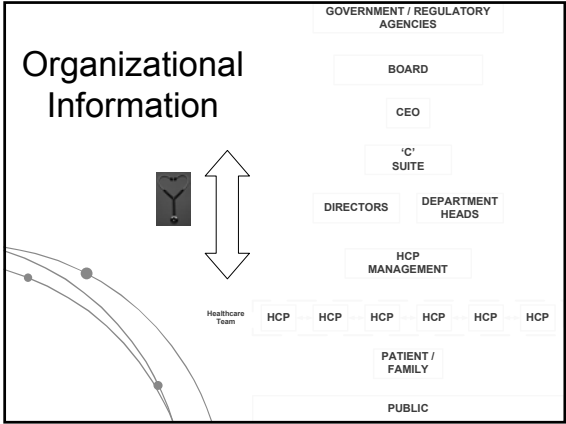 GOVERNMENT / REGULATORY
AGENCIES
Organizational
Information
BOARD
CEO
‘C’
SUITE
DIRECTORS
DEPARTMENT
HEADS
HCP
MANAGEMENT
Healthcare
Team
HCP HCP HCP HCP HCP HCP
PATIENT /
FAMILY
PUBLIC